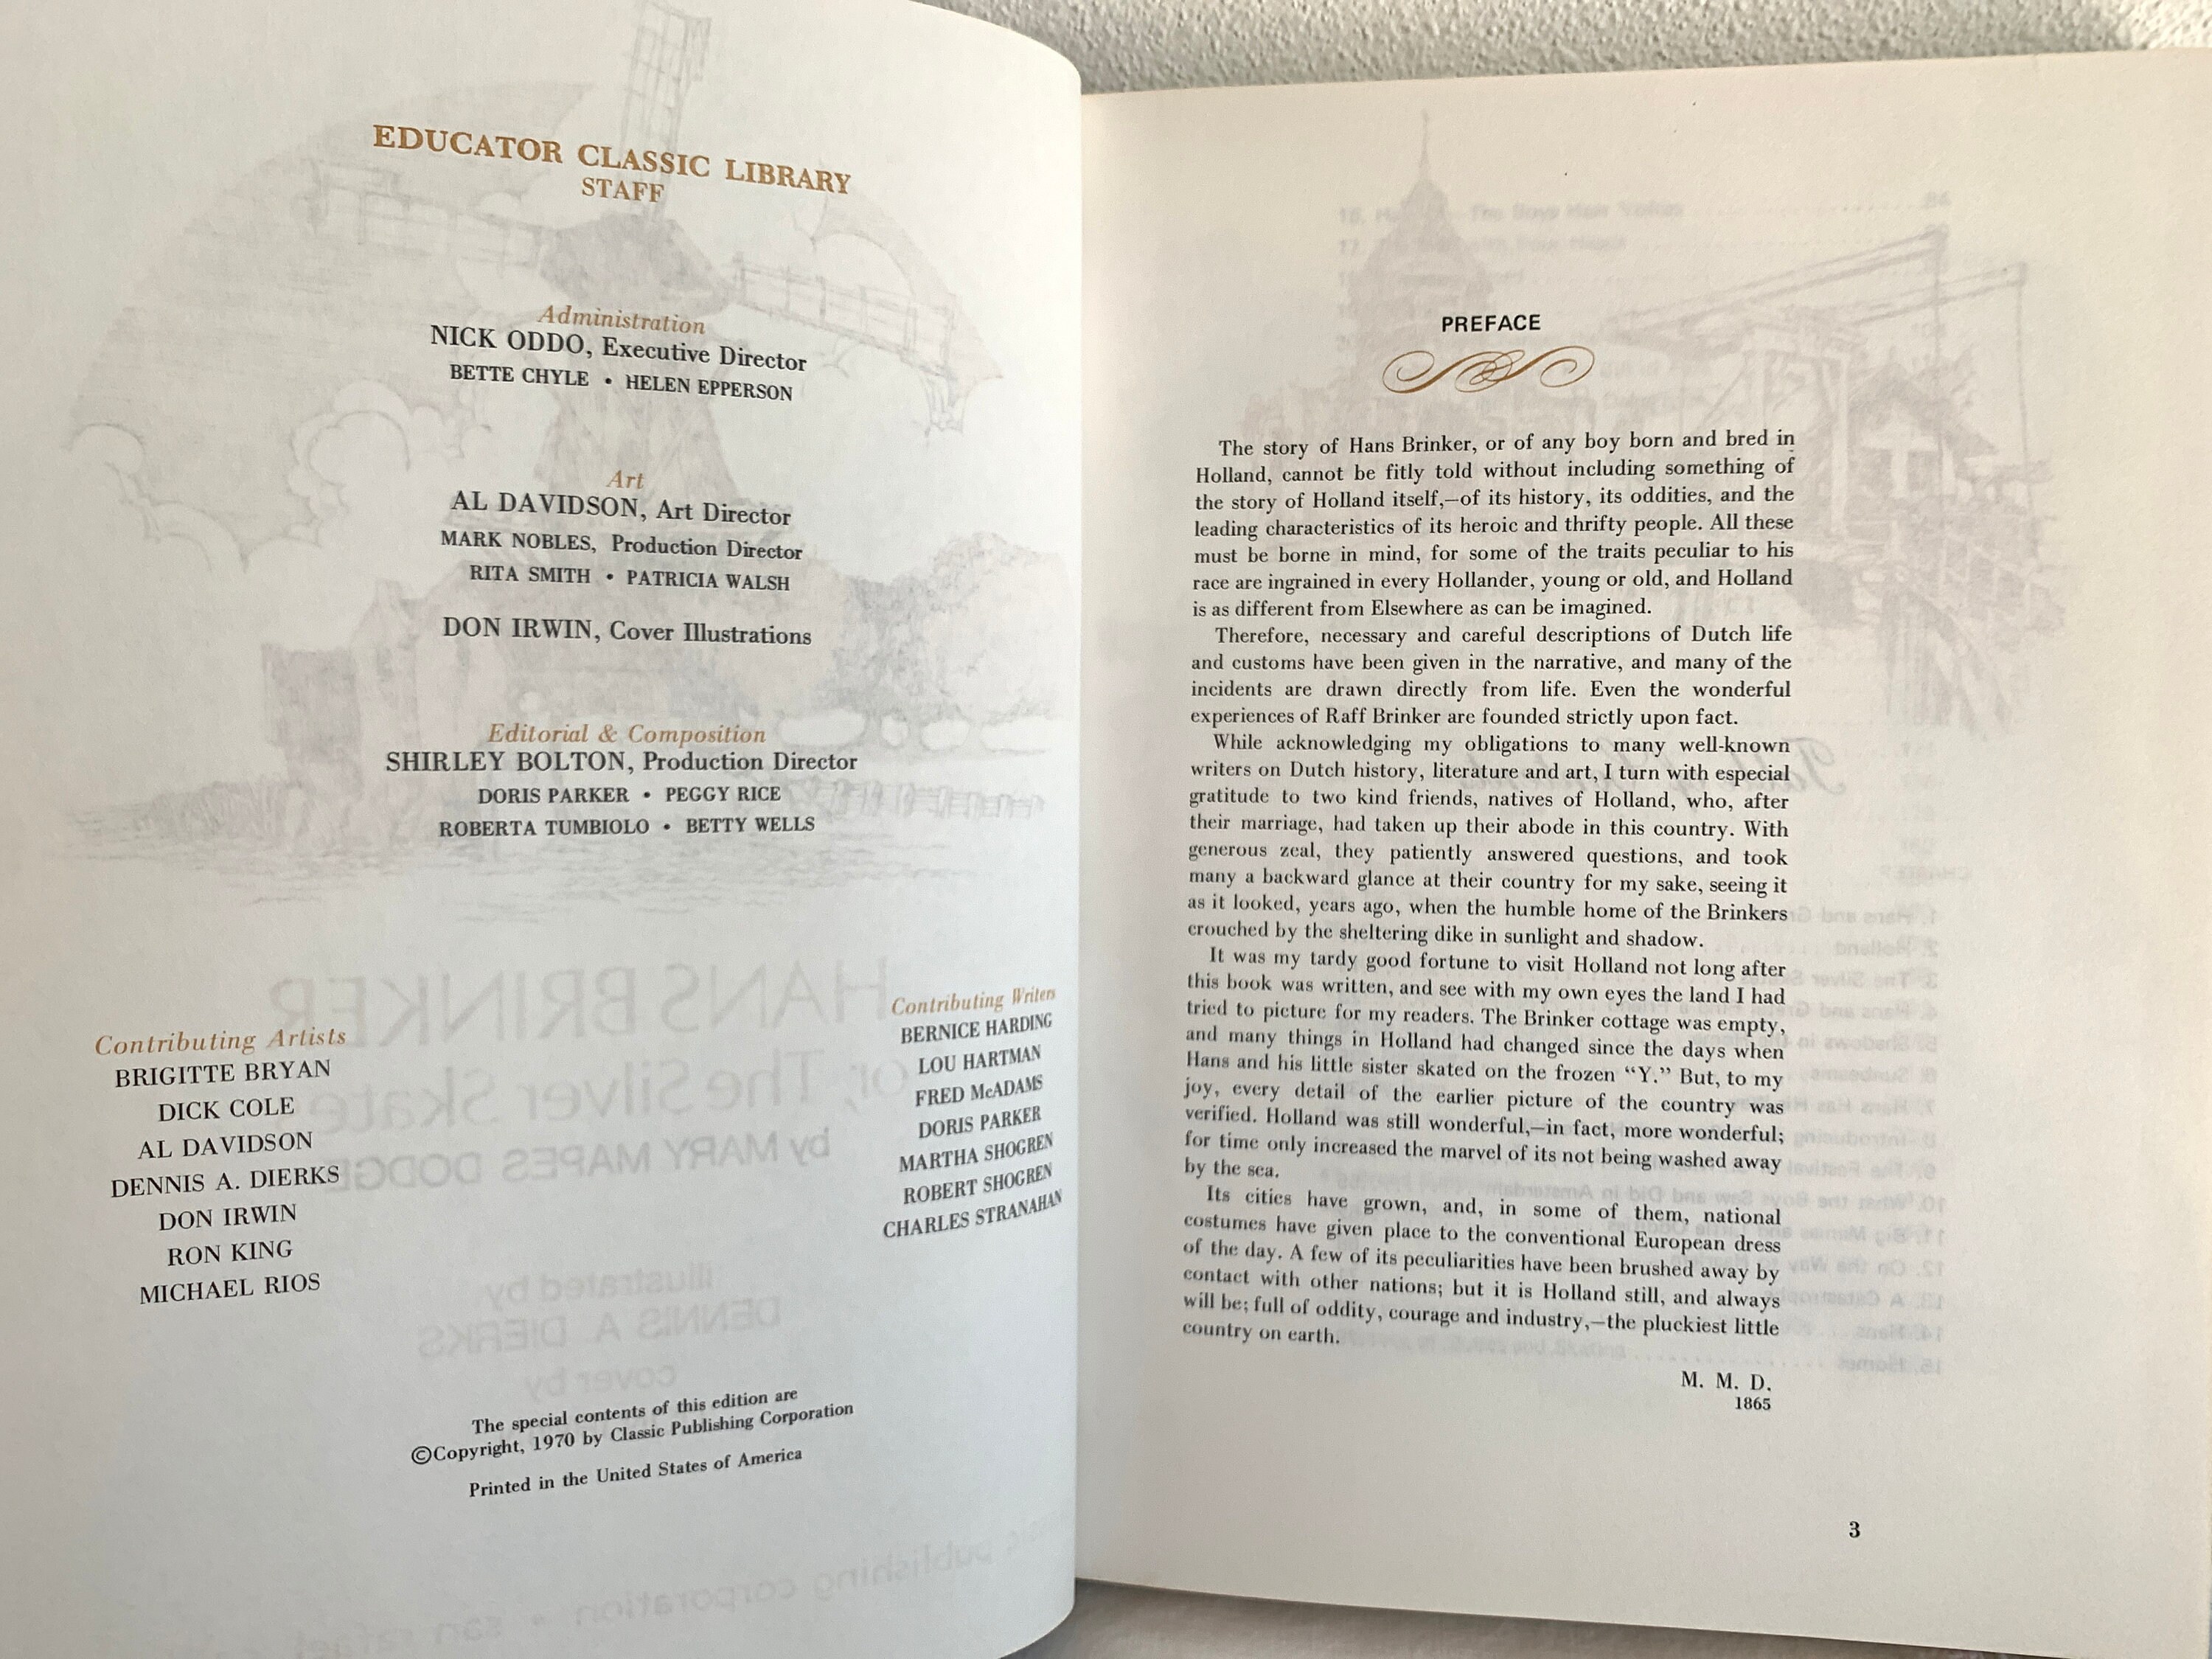 EDUCATOR CLASSIC LIBRARY
STAFF
Administration
NICK ODDO, Executive Director
BETTE CHYLE • HELEN EPPERSON
Art
AL DAVIDSON, Art Director
MARK NOBLES, Production Director
RITA SMITH • PATRICIA WALSH
DON IRWIN, Cover Illustrations
Editorial & Composition
SHIRLEY BOLTON, Production Director
DORIS PARKER • PEGGY RICE
ROBERTA TUMBIOLO • BETTY WELLS
Contributing Artists
BRIGITTE BRYAN
DICK COLE
AL DAVIDSON
DENNIS A. DIERKS
DON IRWIN
RON KING
MICHAEL RIOS
Contributing Writers
BERNICE HARDING
LOU HARTMAN
FRED McADAMS
DORIS PARKER
MARTHA SHOGREN
ROBERT SHOGREN
CHARLES STRANAHAN
HANS BRINKER
or, The Silver Skate
by MARY MAPES DODGE
illustrated by
DENNIS A DIERKS
cover by
The special contents of this edition are
©Copyright, 1970 by Classic Publishing Corporation
Printed in the United States of America
publishing corporation • san rafael
PREFACE
The story of Hans Brinker, or of any boy born and bred in
Holland, cannot be fitly told without including something of
the story of Holland itself,—of its history, its oddities, and the
leading characteristics of its heroic and thrifty people. All these
must be borne in mind, for some of the traits peculiar to his
race are ingrained in every Hollander, young or old, and Holland
is as different from Elsewhere as can be imagined.
Therefore, necessary and careful descriptions of Dutch life
and customs have been given in the narrative, and many of the
incidents are drawn directly from life. Even the wonderful
experiences of Raff Brinker are founded strictly upon fact.
While acknowledging my obligations to many well-known
writers on Dutch history, literature and art, I turn with especial
gratitude to two kind friends, natives of Holland, who, after
their marriage, had taken up their abode in this country. With
generous zeal, they patiently answered questions, and took
many a backward glance at their country for my sake, seeing it
as it looked, years ago, when the humble home of the Brinkers
crouched by the sheltering dike in sunlight and shadow.
It was my tardy good fortune to visit Holland not long after
this book was written, and see with my own eyes the land I had
tried to picture for my readers. The Brinker cottage was empty,
and many things in Holland had changed since the days when
Hans and his little sister skated on the frozen “Y.” But, to my
joy, every detail of the earlier picture of the country was
verified. Holland was still wonderful,—in fact, more wonderful;
for time only increased the marvel of its not being washed away
by the sea.
Its cities have grown, and, in some of them, national
costumes have given place to the conventional European dress
of the day. A few of its peculiarities have been brushed away by
contact with other nations; but it is Holland still, and always
will be; full of oddity, courage and industry,—the pluckiest little
country on earth.
M. M. D.
1865
3